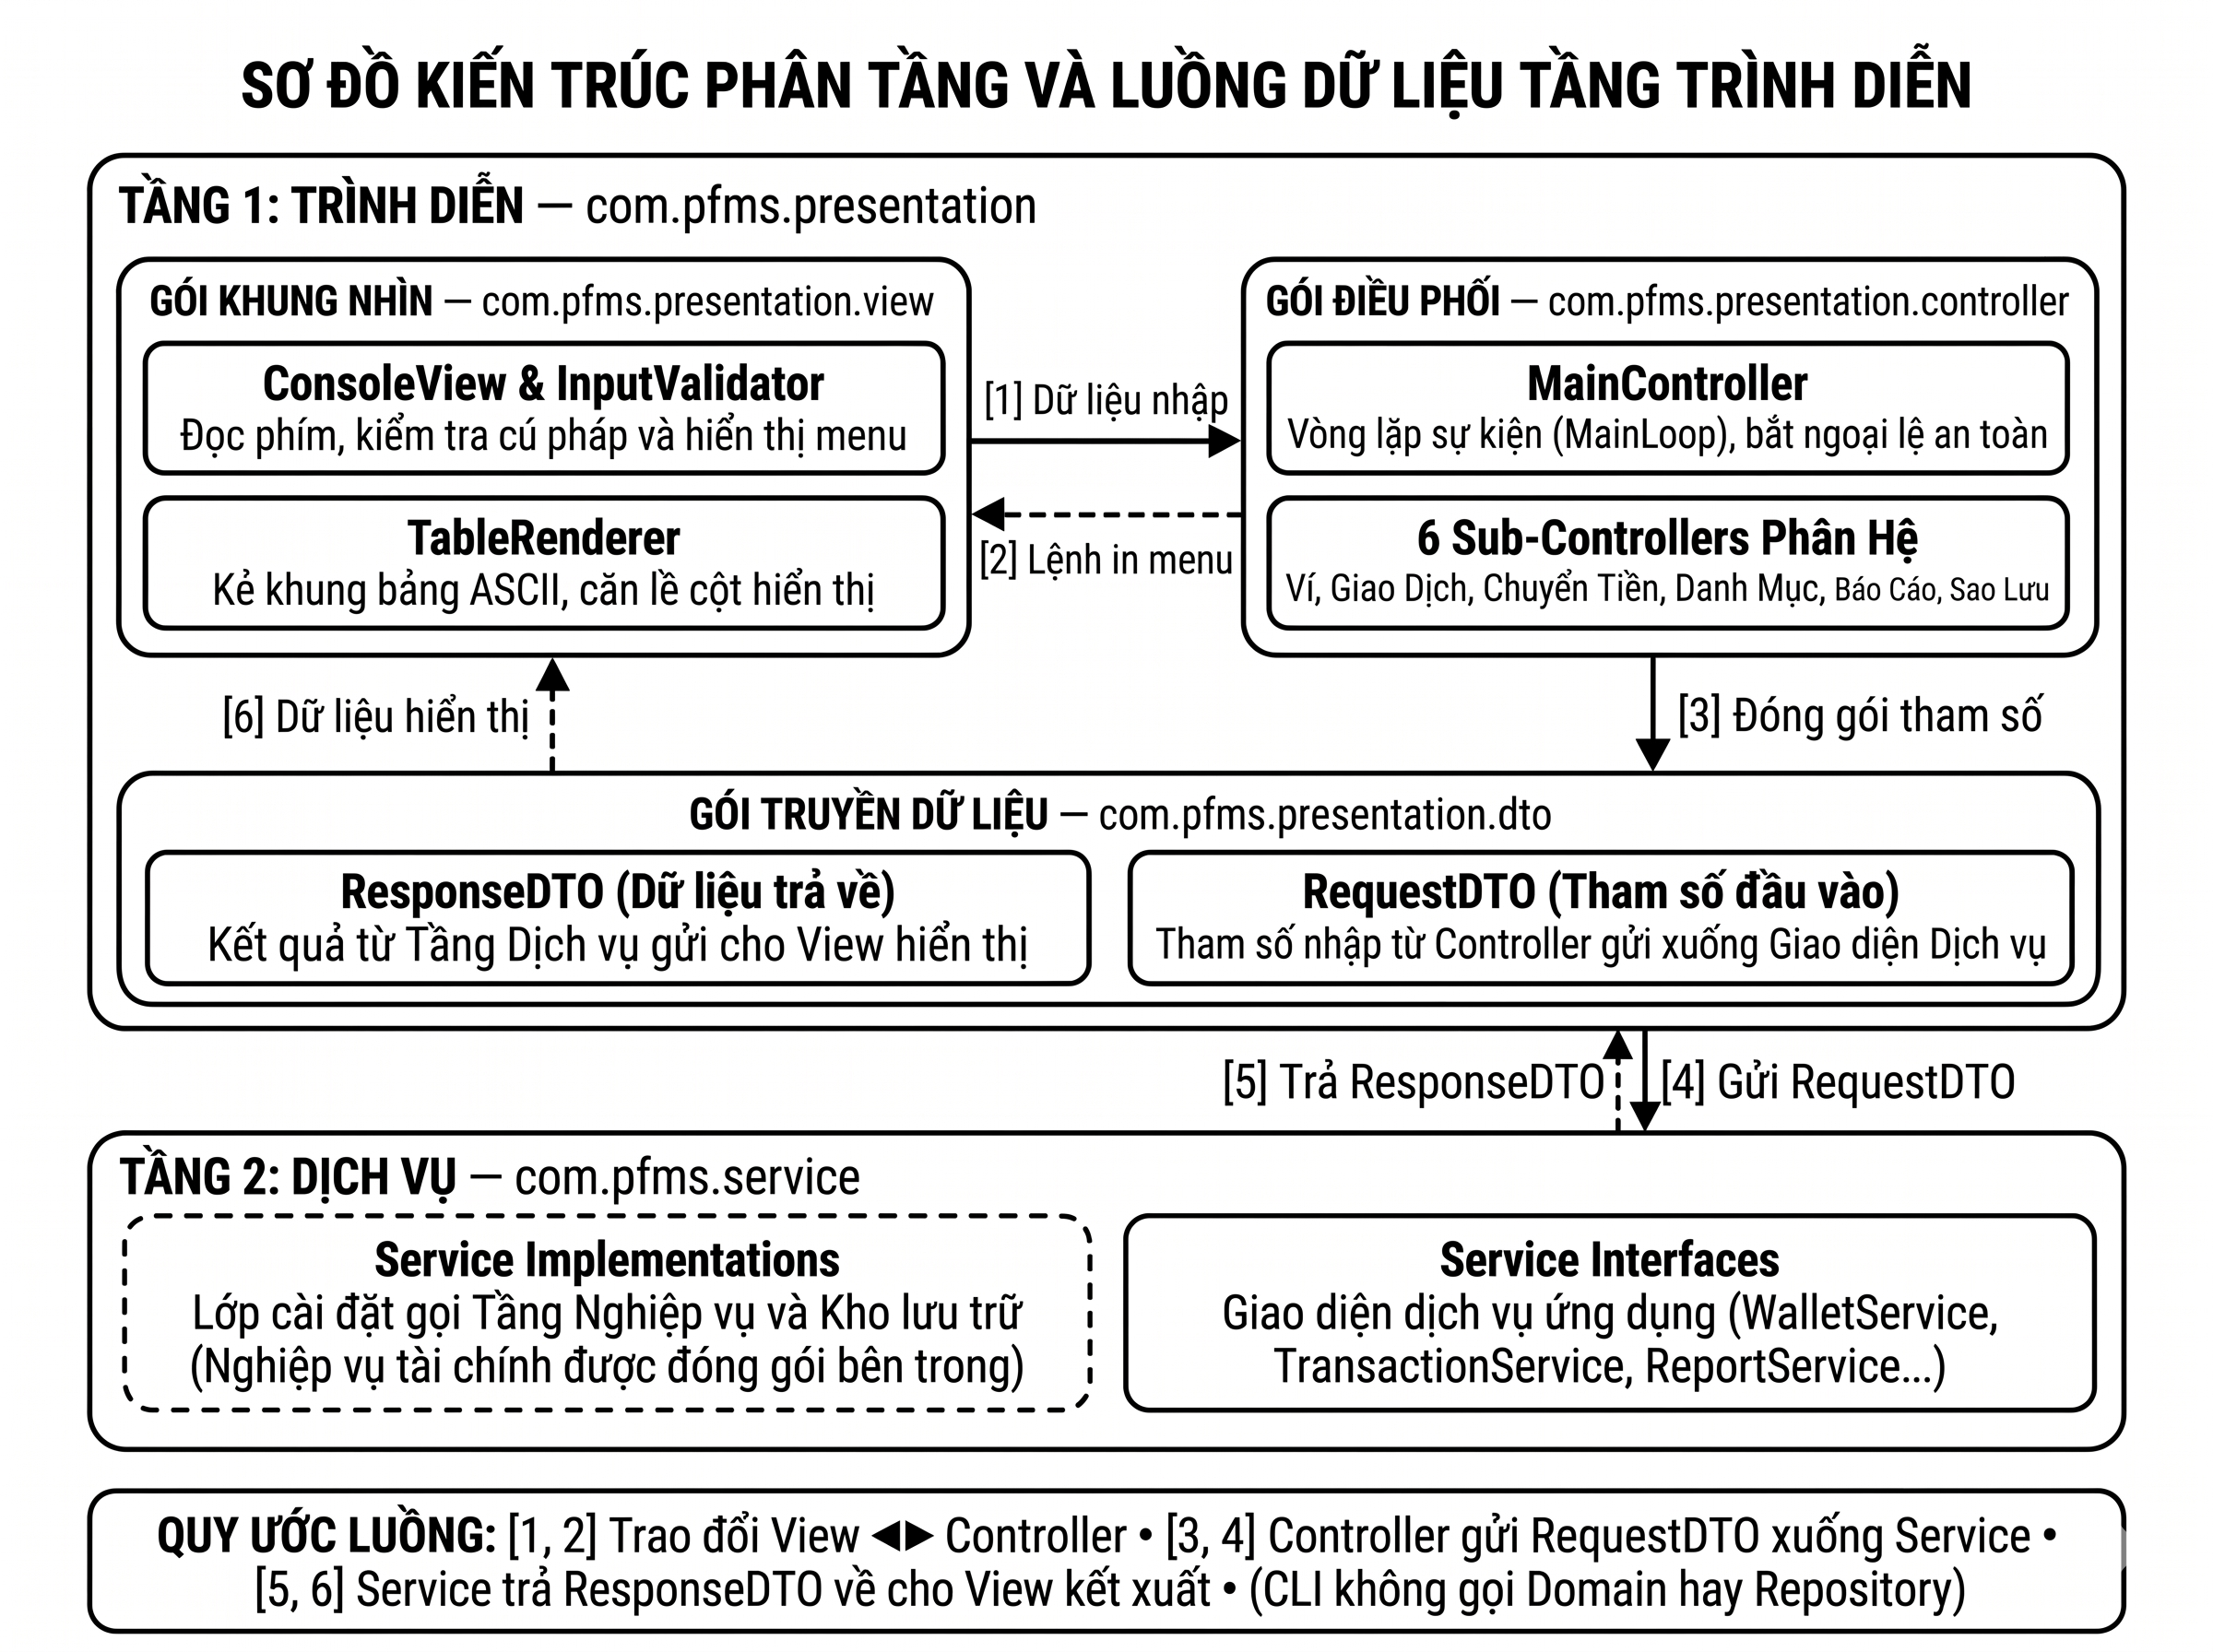 SƠ ĐỒ KIẾN TRÚC PHÂN TẦNG VÀ LUỒNG DỮ LIỆU TẦNG TRÌNH DIỄN
TẦNG 1: TRÌNH DIỄN — com.pfms.presentation
GÓI KHUNG NHÌN — com.pfms.presentation.view
ConsoleView & InputValidator
Đọc phím, kiểm tra cú pháp và hiển thị menu
TableRenderer
Kẻ khung bảng ASCII, căn lề cột hiển thị
[1] Dữ liệu nhập
[2] Lệnh in menu
GÓI ĐIỀU PHỐI — com.pfms.presentation.controller
MainController
Vòng lặp sự kiện (MainLoop), bắt ngoại lệ an toàn
6 Sub-Controllers Phân Hệ
Ví, Giao Dịch, Chuyển Tiền, Danh Mục, Báo Cáo, Sao Lưu
[6] Dữ liệu hiển thị
[3] Đóng gói tham số
GÓI TRUYỀN DỮ LIỆU — com.pfms.presentation.dto
ResponseDTO (Dữ liệu trả về)
Kết quả từ Tầng Dịch vụ gửi cho View hiển thị
RequestDTO (Tham số đầu vào)
Tham số nhập từ Controller gửi xuống Giao diện Dịch vụ
[5] Trả ResponseDTO
[4] Gửi RequestDTO
TẦNG 2: DỊCH VỤ — com.pfms.service
Service Implementations
Lớp cài đặt gọi Tầng Nghiệp vụ và Kho lưu trữ
(Nghiệp vụ tài chính được đóng gói bên trong)
Service Interfaces
Giao diện dịch vụ ứng dụng (WalletService,
TransactionService, ReportService...)
QUY ƯỚC LUỒNG: [1, 2] Trao đổi View ◀▶ Controller • [3, 4] Controller gửi RequestDTO xuống Service •
[5, 6] Service trả ResponseDTO về cho View kết xuất • (CLI không gọi Domain hay Repository)